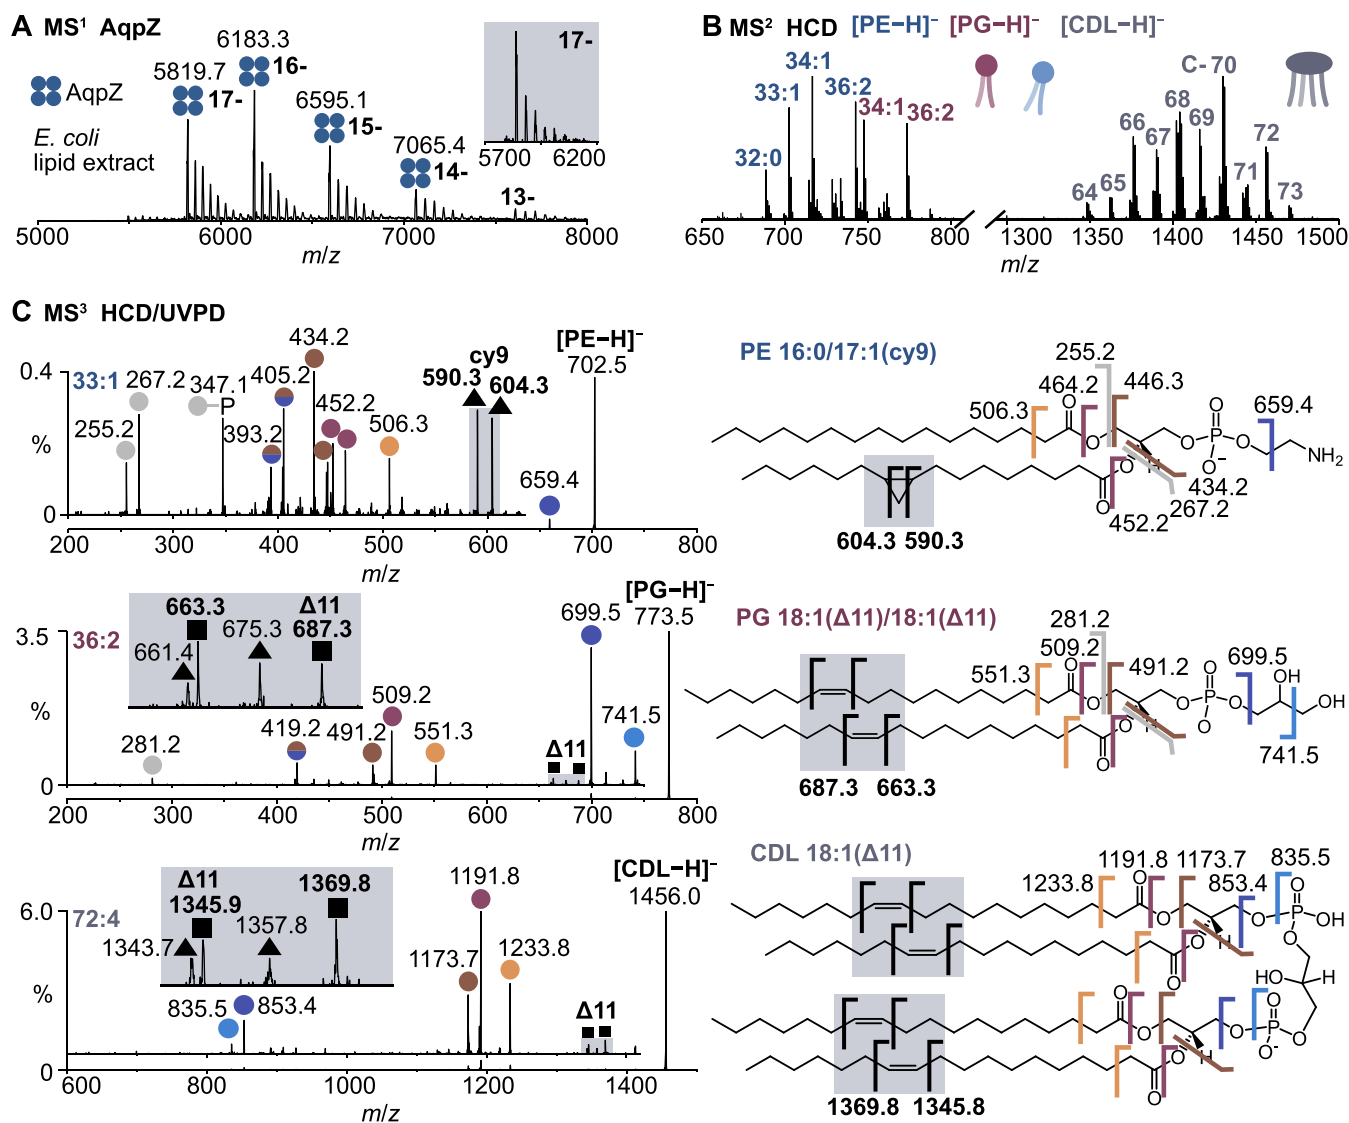 A MS¹ AqpZ
AqpZ
E. coli
lipid extract
5819.7
17-
6183.3
16-
6595.1
15-
7065.4
14-
13-
17-
5700 6200
5000 6000 7000 8000
m/z
B MS² HCD [PE−H]⁻ [PG−H]⁻ [CDL−H]⁻
34:1
33:1
36:2
34:1
36:2
32:0
C-70
68
69
66
67
72
64
65
71
73
650 700 750 800 1300 1350 1400 1450 1500
m/z
C MS³ HCD/UVPD
0.4
%
0
33:1
255.2
267.2
347.1
P
393.2
405.2
434.2
452.2
506.3
cy9
590.3
604.3
659.4
[PE−H]⁻
702.5
200 300 400 500 600 700 800
m/z
PE 16:0/17:1(cy9)
255.2
464.2
446.3
506.3
659.4
O
O
O
P
O
O
O⁻
NH₂
O
O
H
434.2
267.2
452.2
604.3 590.3
3.5
%
0
36:2
663.3
661.4
675.3
Δ11
687.3
281.2
419.2
491.2
509.2
551.3
Δ11
699.5
741.5
[PG−H]⁻
773.5
200 300 400 500 600 700 800
m/z
PG 18:1(Δ11)/18:1(Δ11)
281.2
509.2
551.3
491.2
699.5
OH
OH
O
O
O
P
O
O
O
O
O
H
741.5
687.3 663.3
6.0
%
0
72:4
Δ11
1345.9
1343.7
1357.8
1369.8
835.5
853.4
1173.7
1191.8
1233.8
Δ11
[CDL−H]⁻
1456.0
600 800 1000 1200 1400
m/z
CDL 18:1(Δ11)
1191.8 1173.7 835.5
1233.8
853.4
O
O
O
P
OH
O
O
O
O
H
HO
H
O
O
O
P
O
O
O⁻
O
O
H
1369.8 1345.8